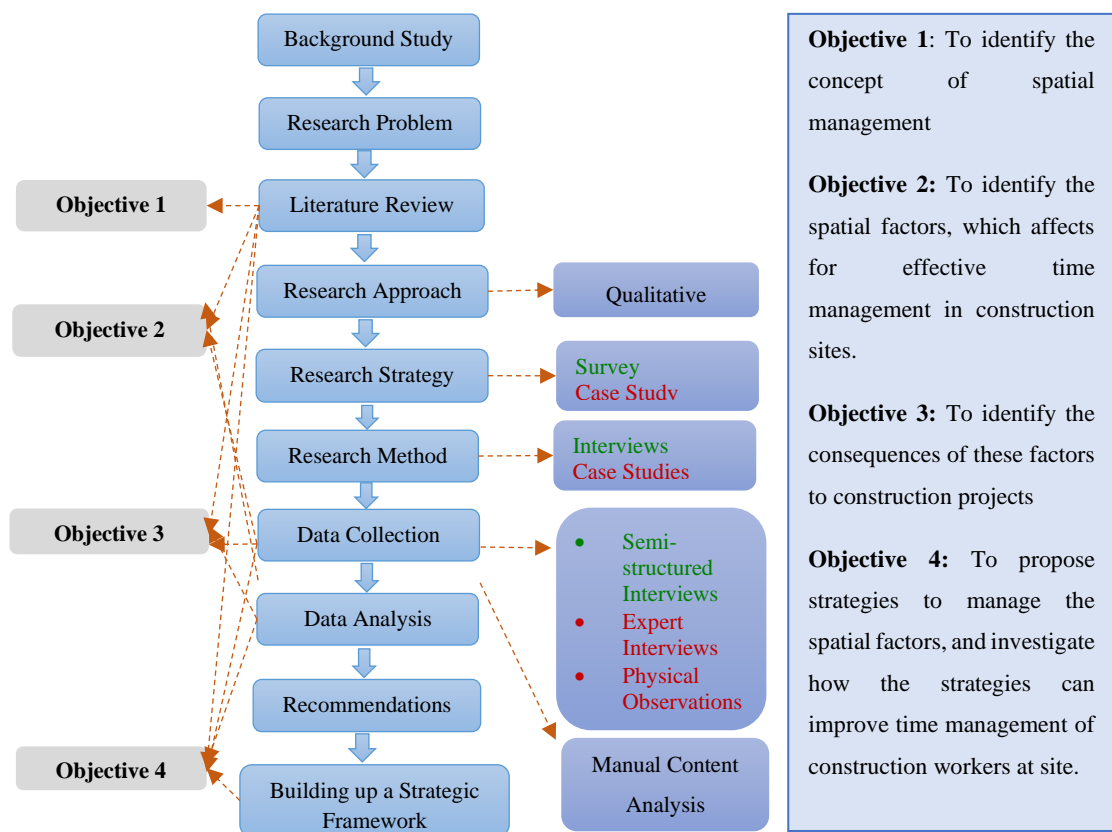 Background Study
Research Problem
Literature Review
Research Approach
Research Strategy
Research Method
Data Collection
Data Analysis
Recommendations
Building up a Strategic
Framework
Objective 1
Objective 2
Objective 3
Objective 4
Qualitative
Survey
Case Study
Interviews
Case Studies
• Semi-
structured
Interviews
• Expert
Interviews
• Physical
Observations
Manual Content
Analysis
Objective 1: To identify the
concept of spatial
management
Objective 2: To identify the
spatial factors, which affects
for effective time
management in construction
sites.
Objective 3: To identify the
consequences of these factors
to construction projects
Objective 4: To propose
strategies to manage the
spatial factors, and investigate
how the strategies can
improve time management of
construction workers at site.